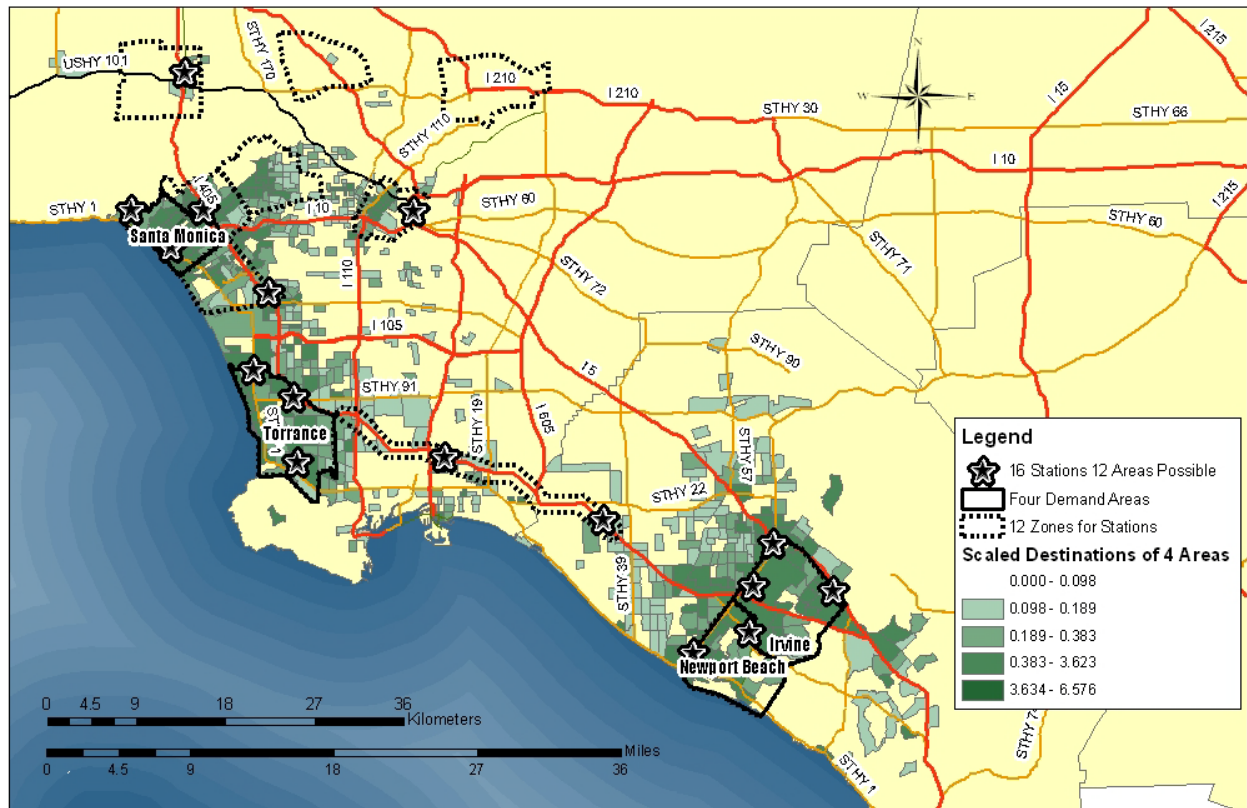 USHY 101
STHY 170
I 210
I 210
STHY 110
N
W
E
STHY 30
I 15
I 215
STHY 66
I 10
STHY 1
I 405
I 10
STHY 60
STHY 60
I 215
Santa Monica
I 110
STHY 72
STHY 71
I 105
STHY 90
I 5
STHY 91
STHY 19
I 605
Torrance
1
STHY 57
STHY 22
STHY 39
Irvine
Newport Beach
STHY 1
STHY 74
Legend
16 Stations 12 Areas Possible
Four Demand Areas
12 Zones for Stations
Scaled Destinations of 4 Areas
0.000 - 0.098
0.098 - 0.189
0.189 - 0.383
0.383 - 3.623
3.634 - 6.576
0 4.5 9 18 27 36
Kilometers
Miles
0 4.5 9 18 27 36